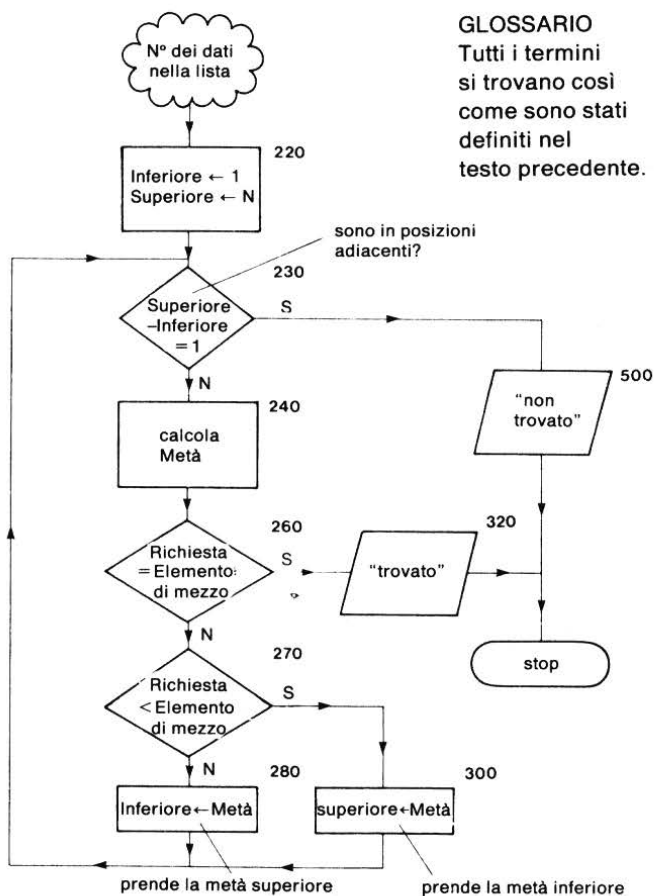 GLOSSARIO
Tutti i termini
si trovano così
come sono stati
definiti nel
testo precedente.
N° dei dati
nella lista
220
Inferiore ← 1
Superiore ← N
sono in posizioni
adiacenti?
230
Superiore
–Inferiore
= 1
S
N
240
calcola
Metà
500
"non
trovato"
260
Richiesta
= Elemento
di mezzo
S
320
"trovato"
N
stop
270
Richiesta
< Elemento
di mezzo
S
N
280
Inferiore ← Metà
300
superiore ← Metà
prende la metà superiore
prende la metà inferiore